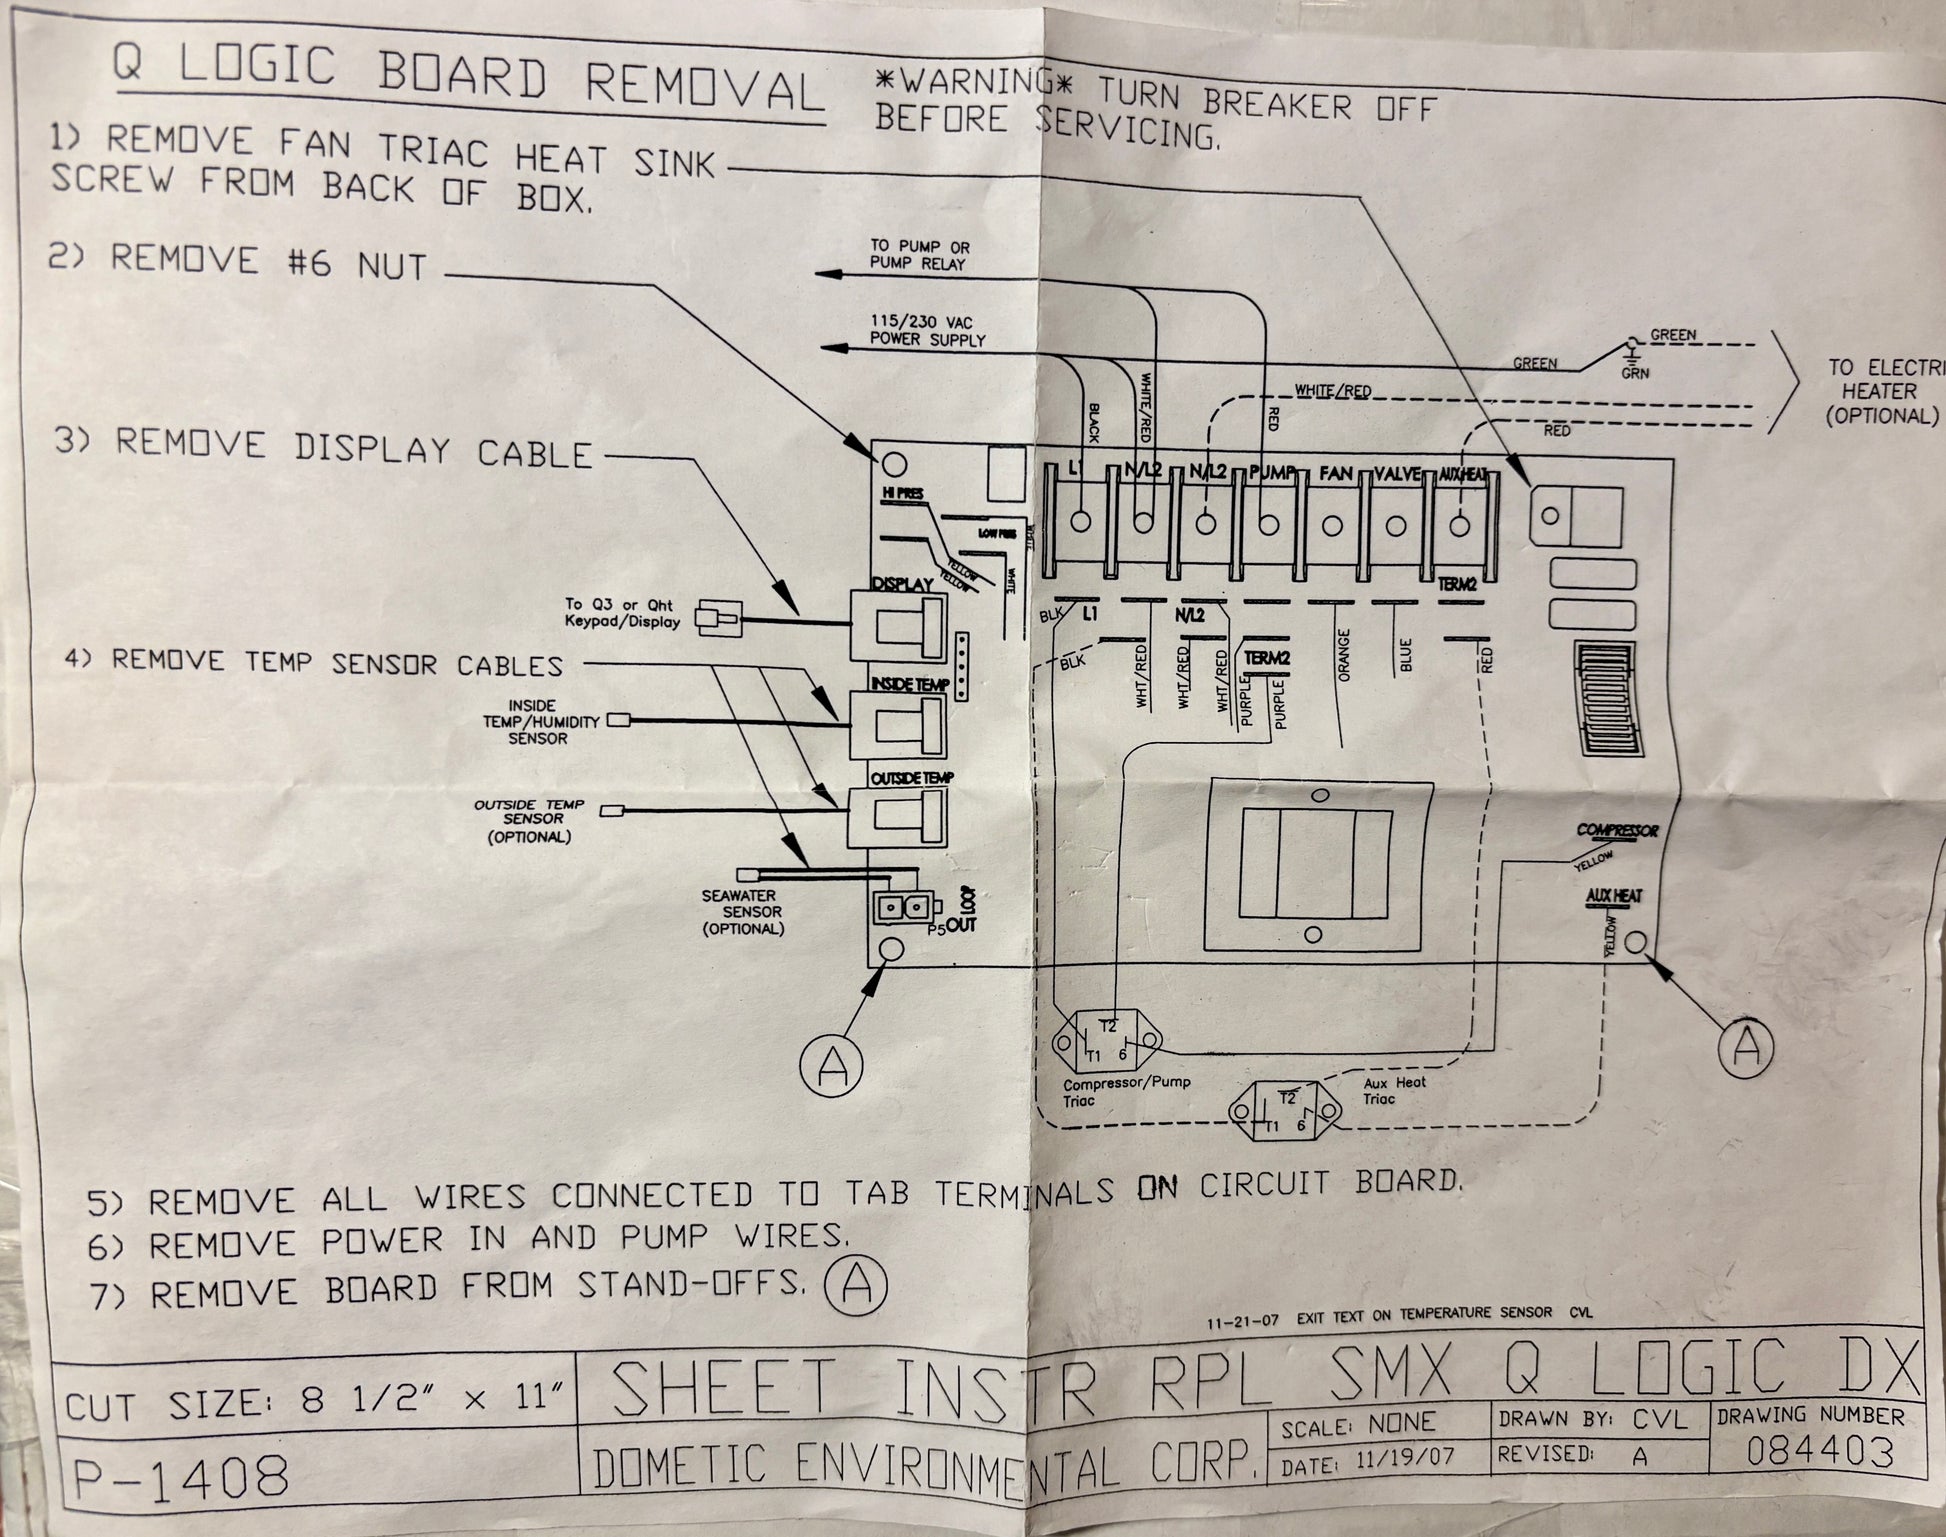 Q LOGIC BOARD REMOVAL
*WARNING* TURN BREAKER OFF
BEFORE SERVICING.
1) REMOVE FAN TRIAC HEAT SINK
SCREW FROM BACK OF BOX.
2) REMOVE #6 NUT
TO PUMP OR
PUMP RELAY
115/230 VAC
POWER SUPPLY
GREEN
GREEN
GRN
TO ELECTRI
HEATER
(OPTIONAL)
WHITE/RED
RED
BLACK
WHITE/RED
RED
3) REMOVE DISPLAY CABLE
L1
N/L2
N/L2
PUMP
FAN
VALVE
AUX HEAT
HI PRES
LOW PRES
WHITE
YELLOW
YELLOW
WHITE
DISPLAY
TERM2
To Q3 or Qht
Keypad/Display
BLK
L1
N/L2
BLK
WHT/RED
WHT/RED
WHT/RED
TERM2
PURPLE
PURPLE
ORANGE
BLUE
RED
4) REMOVE TEMP SENSOR CABLES
INSIDE TEMP
INSIDE
TEMP/HUMIDITY
SENSOR
OUTSIDE TEMP
OUTSIDE TEMP
SENSOR
(OPTIONAL)
COMPRESSOR
YELLOW
AUX HEAT
YELLOW
SEAWATER
SENSOR
(OPTIONAL)
LOOP
P5 OUT
A
A
T2
T1 6
Compressor/Pump
Triac
T2
T1 6
Aux Heat
Triac
5) REMOVE ALL WIRES CONNECTED TO TAB TERMINALS ON CIRCUIT BOARD.
6) REMOVE POWER IN AND PUMP WIRES.
7) REMOVE BOARD FROM STAND-OFFS. A
11-21-07 EXIT TEXT ON TEMPERATURE SENSOR CVL
CUT SIZE: 8 1/2" x 11"
SHEET INSTR RPL SMX Q LOGIC DX
P-1408
DOMETIC ENVIRONMENTAL CORP.
SCALE: NONE
DRAWN BY: CVL
DRAWING NUMBER
DATE: 11/19/07
REVISED: A
084403